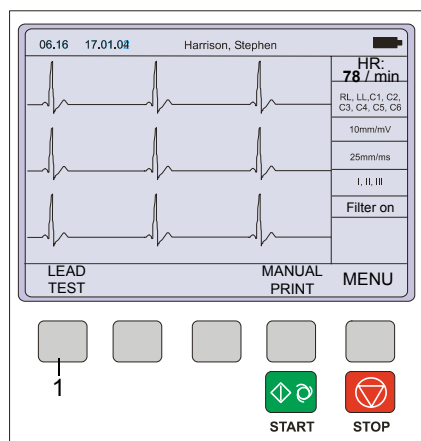 06.16 17.01.02 Harrison, Stephen
HR:
78 / min
RL, LL,C1, C2,
C3, C4, C5, C6
10mm/mV
25mm/ms
I, II, III
Filter on
LEAD
TEST
MANUAL
PRINT
MENU
1
START
STOP